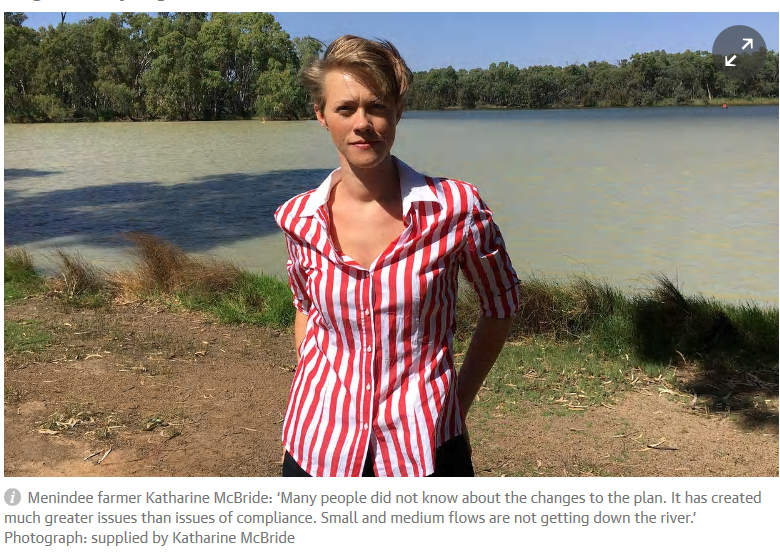 Menindee farmer Katharine McBride: ‘Many people did not know about the changes to the plan. It has created
much greater issues than issues of compliance. Small and medium flows are not getting down the river.’
Photograph: supplied by Katharine McBride